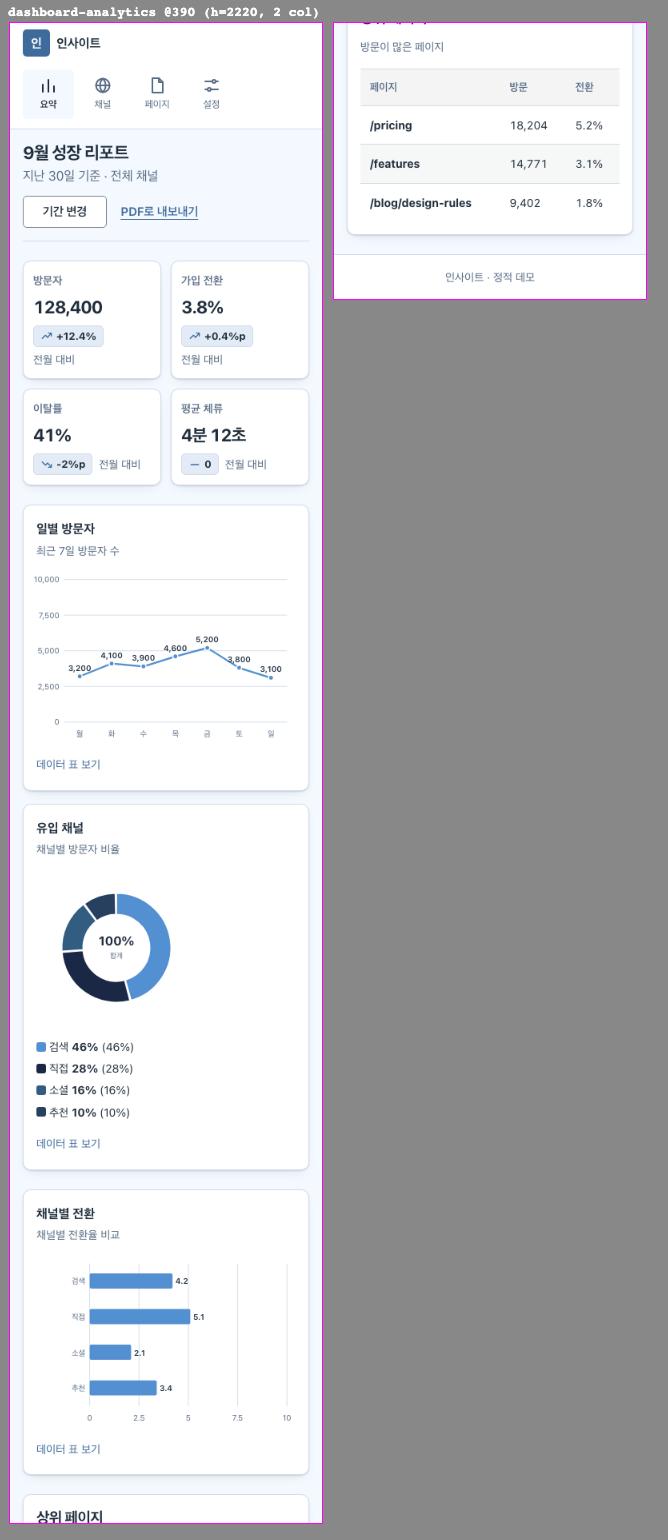 dashboard-analytics @390 (h=2220, 2 col)
인 인사이트
요약 채널 페이지 설정
9월 성장 리포트
지난 30일 기준 · 전체 채널
기간 변경 PDF로 내보내기
방문자
128,400
+12.4%
전월 대비
가입 전환
3.8%
+0.4%p
전월 대비
이탈률
41%
-2%p 전월 대비
평균 체류
4분 12초
0 전월 대비
일별 방문자
최근 7일 방문자 수
10,000
7,500
5,000
2,500
0
3,200 4,100 3,900 4,600 5,200 3,800 3,100
월 화 수 목 금 토 일
데이터 표 보기
유입 채널
채널별 방문자 비율
100%
합계
검색 46% (46%)
직접 28% (28%)
소셜 16% (16%)
추천 10% (10%)
데이터 표 보기
채널별 전환
채널별 전환율 비교
검색 4.2
직접 5.1
소셜 2.1
추천 3.4
0 2.5 5 7.5 10
데이터 표 보기
상위 페이지
방문이 많은 페이지
페이지 방문 전환
/pricing 18,204 5.2%
/features 14,771 3.1%
/blog/design-rules 9,402 1.8%
인사이트 · 정적 데모